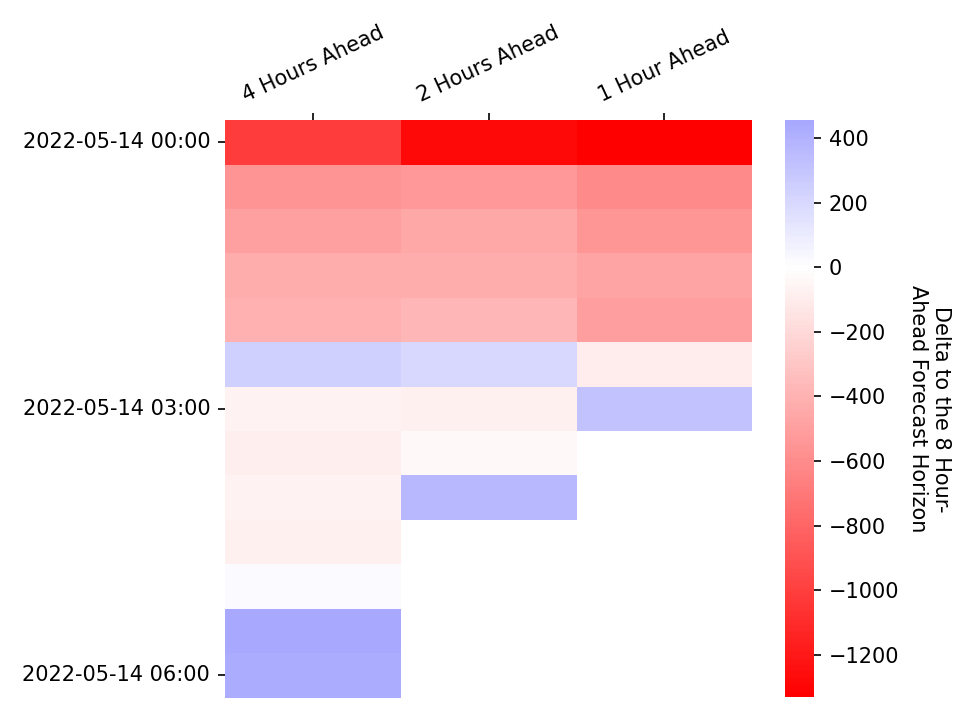 4 Hours Ahead
2 Hours Ahead
1 Hour Ahead
2022-05-14 00:00
2022-05-14 03:00
2022-05-14 06:00
400
200
0
−200
−400
−600
−800
−1000
−1200
Delta to the 8 Hour-
Ahead Forecast Horizon